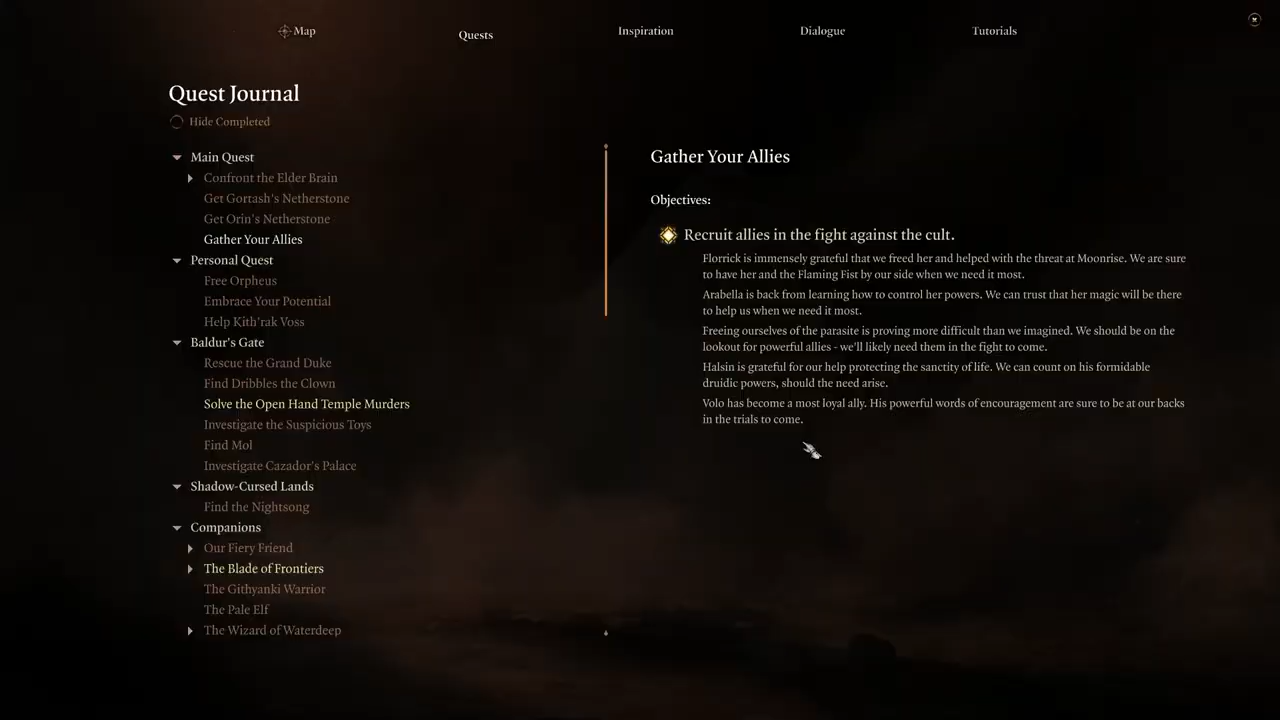 Map
Quests
Inspiration
Dialogue
Tutorials
Quest Journal
Hide Completed
Main Quest
Confront the Elder Brain
Get Gortash's Netherstone
Get Orin's Netherstone
Gather Your Allies
Personal Quest
Free Orpheus
Embrace Your Potential
Help Kith'rak Voss
Baldur's Gate
Rescue the Grand Duke
Find Dribbles the Clown
Solve the Open Hand Temple Murders
Investigate the Suspicious Toys
Find Mol
Investigate Cazador's Palace
Shadow-Cursed Lands
Find the Nightsong
Companions
Our Fiery Friend
The Blade of Frontiers
The Githyanki Warrior
The Pale Elf
The Wizard of Waterdeep
Gather Your Allies
Objectives:
Recruit allies in the fight against the cult.
Florrick is immensely grateful that we freed her and helped with the threat at Moonrise. We are sure
to have her and the Flaming Fist by our side when we need it most.
Arabella is back from learning how to control her powers. We can trust that her magic will be there
to help us when we need it most.
Freeing ourselves of the parasite is proving more difficult than we imagined. We should be on the
lookout for powerful allies - we'll likely need them in the fight to come.
Halsin is grateful for our help protecting the sanctity of life. We can count on his formidable
druidic powers, should the need arise.
Volo has become a most loyal ally. His powerful words of encouragement are sure to be at our backs
in the trials to come.